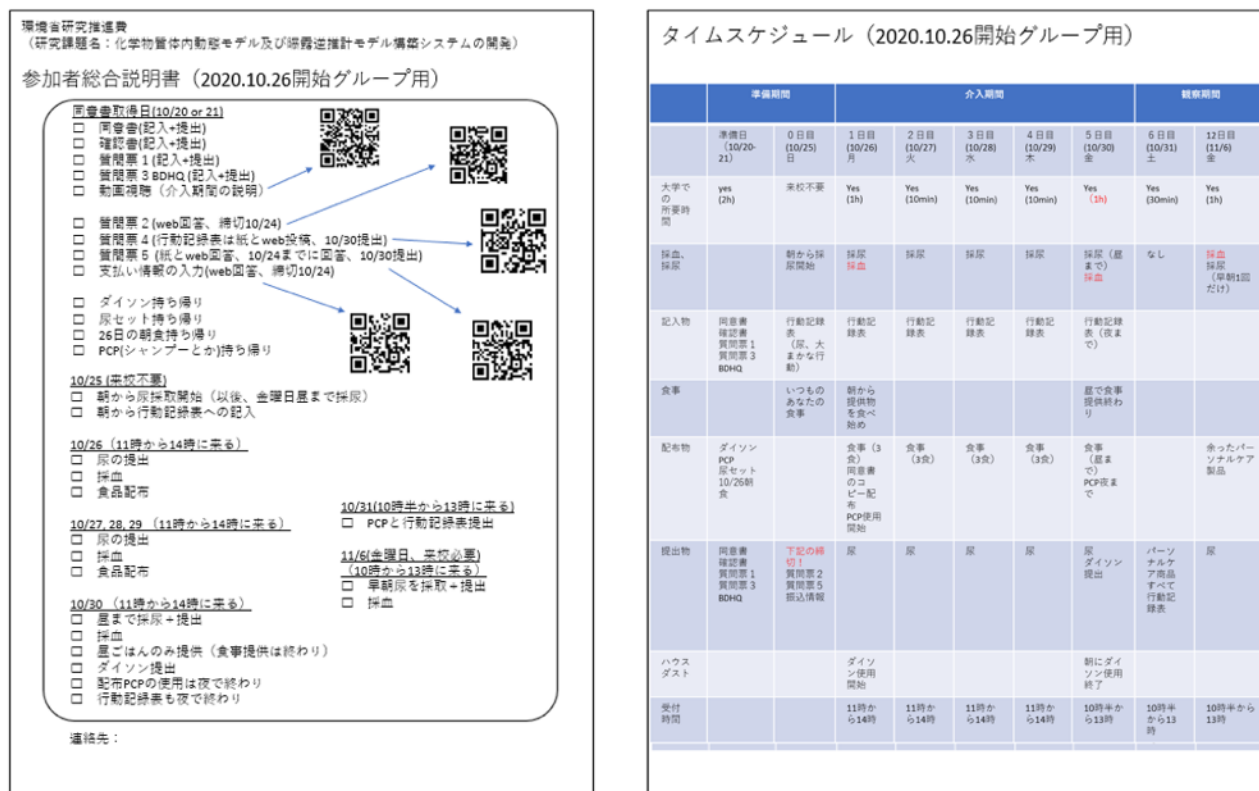 環境省研究推進費
（研究課題名：化学物質体内動態モデル及び曝露逆推計モデル構築システムの開発）
参加者総合説明書（2020.10.26開始グループ用）
同意書取得日(10/20 or 21)
□ 同意書(記入+提出)
□ 確認書(記入+提出)
□ 質問票１(記入+提出)
□ 質問票３BDHQ (記入+提出)
□ 動画視聴（介入期間の説明）
□ 質問票２(web回答、締切10/24)
□ 質問票４(行動記録表は紙とweb投稿、10/30提出)
□ 質問票５ (紙とweb回答、10/24までに回答、10/30提出)
□ 支払い情報の入力(web回答、締切10/24)
□ ダイソン持ち帰り
□ 尿セット持ち帰り
□ 26日の朝食持ち帰り
□ PCP(シャンプーとか)持ち帰り
10/25 (来校不要)
□ 朝から尿採取開始（以後、金曜日昼まで採尿）
□ 朝から行動記録表への記入
10/26（11時から14時に来る）
□ 尿の提出
□ 採血
□ 食品配布
10/27, 28, 29 （11時から14時に来る）
□ 尿の提出
□ 採血
□ 食品配布
10/30 （11時から14時に来る）
□ 昼まで採尿＋提出
□ 採血
□ 昼ごはんのみ提供（食事提供は終わり）
□ ダイソン提出
□ 配布PCPの使用は夜で終わり
□ 行動記録表も夜で終わり
10/31(10時半から13時に来る)
□ PCPと行動記録表提出
11/6(金曜日、来校必要)
（10時から13時に来る）
□ 早朝尿を採取＋提出
□ 採血
連絡先：
タイムスケジュール（2020.10.26開始グループ用）
準備期間 介入期間 観察期間
準備日 ０日目 １日目 ２日目 ３日目 ４日目 ５日目 ６日目 12日目
（10/20- (10/25) (10/26) (10/27) (10/28) (10/29) (10/30) (10/31) (11/6)
21） 日 月 火 水 木 金 土 金
大学で yes 来校不要 Yes Yes Yes Yes Yes Yes Yes
の (2h) (1h) (10min) (10min) (10min) （1h) (30min) (1h)
所要時
間
採血、 朝から採 採尿 採尿 採尿 採尿 採尿（昼 なし 採血
採尿 尿開始 採血 まで） 採尿
採血 （早朝1回
だけ）
記入物 同意書 行動記録 行動記 行動記 行動記 行動記 行動記録
確認書 表 録表 録表 録表 録表 表（夜ま
質問票１ （尿、大 で）
質問票３ まかな行
BDHQ 動）
食事 いつもの 朝から 昼で食事
あなたの 提供物 提供終わ
食事 を食べ り
始め
配布物 ダイソン 食事（3 食事 食事 食事 食事 余ったパー
PCP 食） （3食） （3食） （3食） （昼ま ソナルケア
尿セット 同意書 で） 製品
10/26朝 のコ PCP夜ま
食 ピー配 で
布
PCP使用
開始
提出物 同意書 下記の締 尿 尿 尿 尿 尿 パーソ 尿
確認書 切！ ダイソン ナルケ
質問票１ 質問票２ 提出 ア商品
質問票３ 質問票５ すべて
BDHQ 振込情報 行動記
録表
ハウス ダイソ 朝にダイ
ダスト ン使用 ソン使用
開始 終了
受付 11時か 11時か 11時か 11時か 10時半か 10時半 10時半から
時間 ら14時 ら14時 ら14時 ら14時 ら13時 から13 13時
時